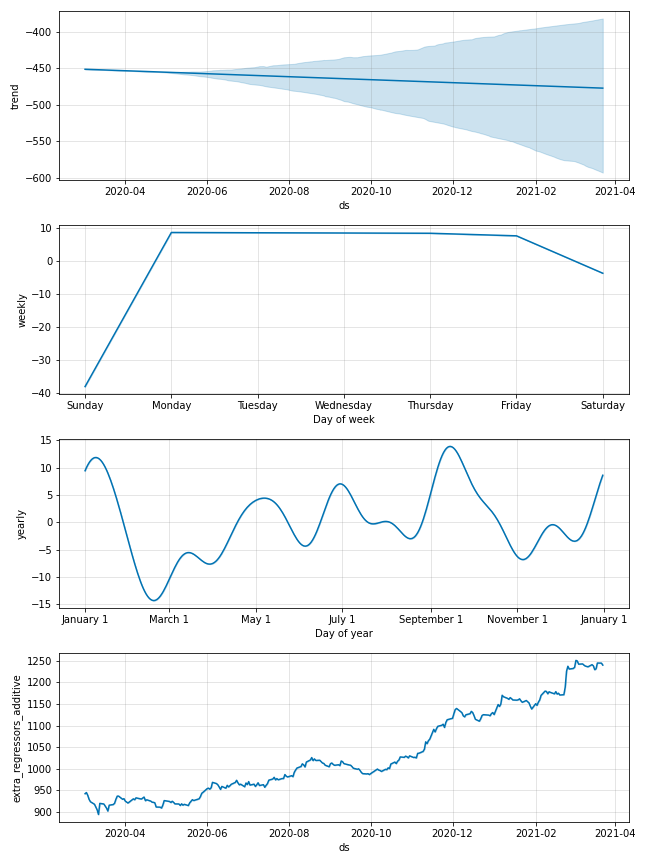 −400
−450
−500
−550
−600
trend
2020-04 2020-06 2020-08 2020-10 2020-12 2021-02 2021-04
ds
10
0
−10
−20
−30
−40
weekly
Sunday Monday Tuesday Wednesday Thursday Friday Saturday
Day of week
15
10
5
0
−5
−10
−15
yearly
January 1 March 1 May 1 July 1 September 1 November 1 January 1
Day of year
1250
1200
1150
1100
1050
1000
950
900
extra_regressors_additive
2020-04 2020-06 2020-08 2020-10 2020-12 2021-02 2021-04
ds